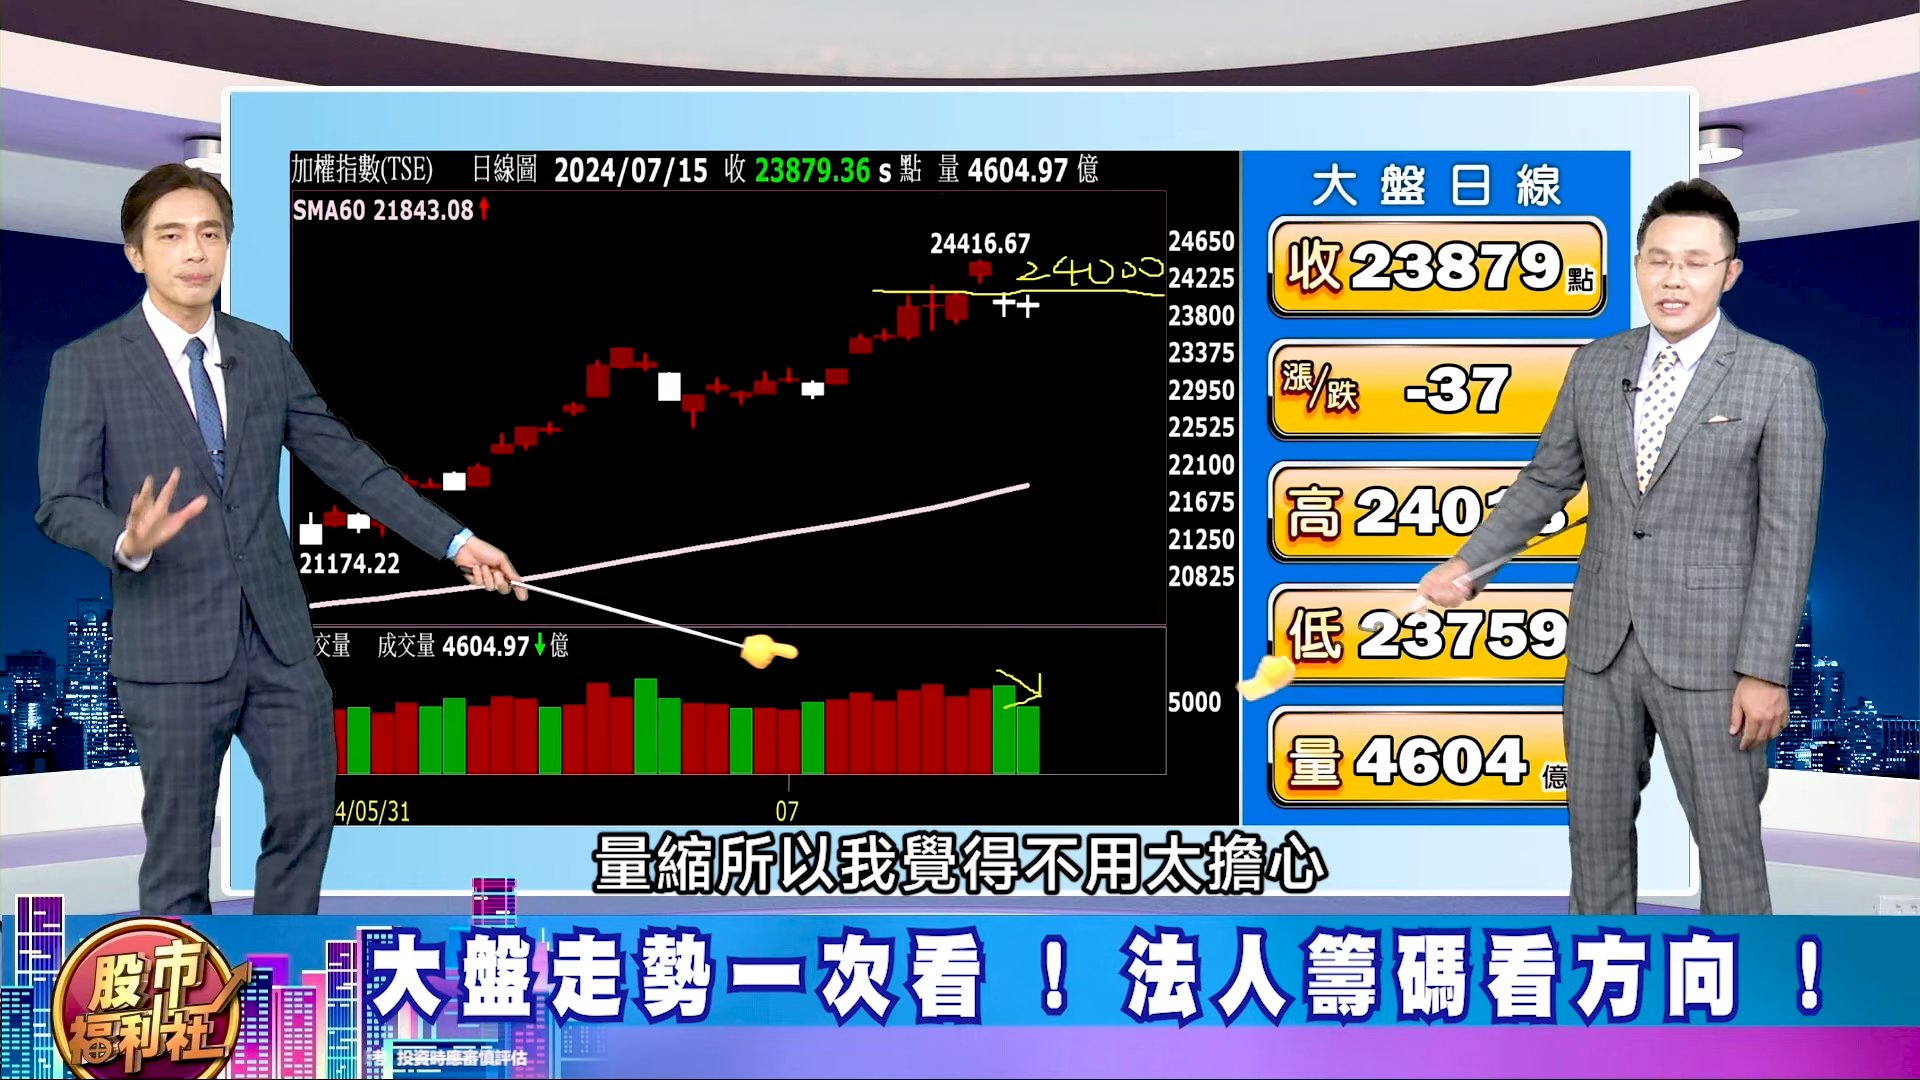 加權指數(TSE) 日線圖 2024/07/15 收 23879.36 s 點 量 4604.97 億
SMA60 21843.08↑
24416.67
24000
21174.22
24650
24225
23800
23375
22950
22525
22100
21675
21250
20825
交量 成交量 4604.97↓億
5000
4/05/31
07
大盤日線
收 23879 點
漲/跌 -37
高 2401
低 23759
量 4604 億
量縮所以我覺得不用太擔心
大盤走勢一次看！法人籌碼看方向！
股市
福利社
考 投資時應審慎評估